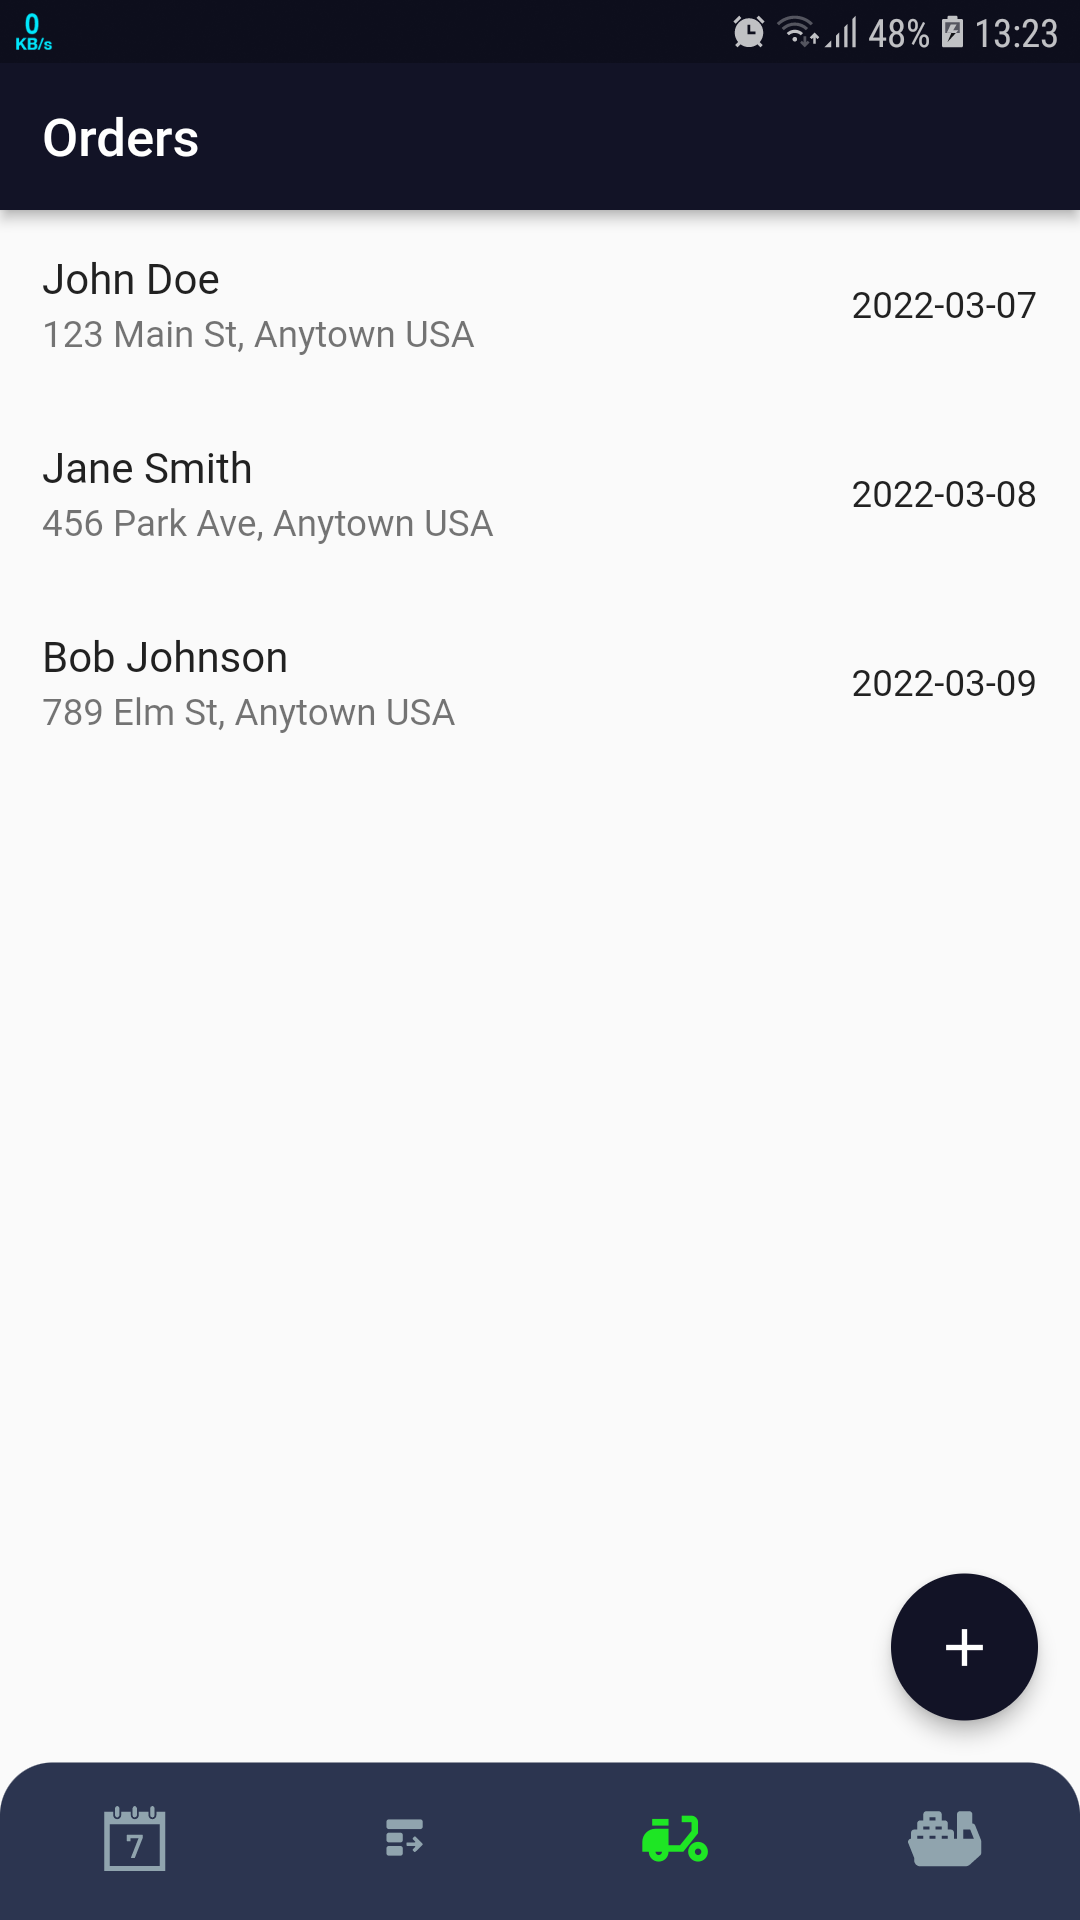 0
KB/s
48%
13:23
Orders
John Doe
123 Main St, Anytown USA
2022-03-07
Jane Smith
456 Park Ave, Anytown USA
2022-03-08
Bob Johnson
789 Elm St, Anytown USA
2022-03-09
+
7